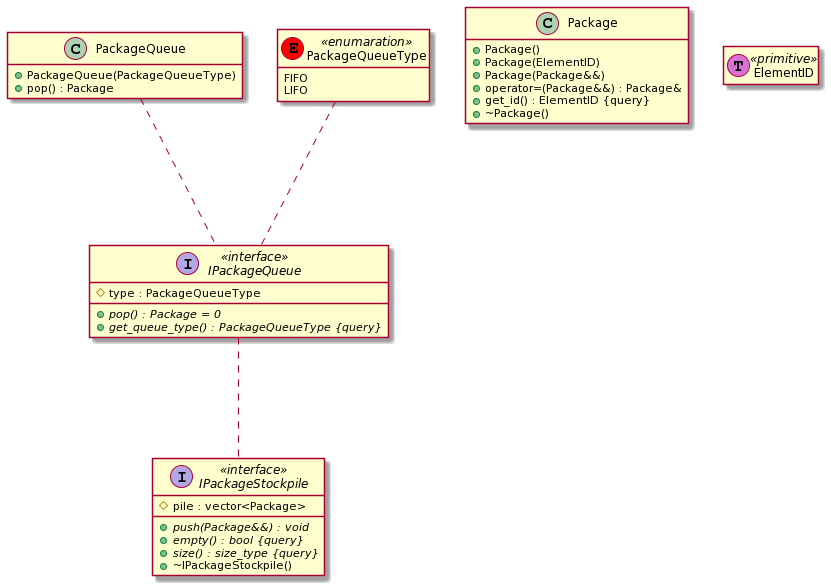 C PackageQueue
PackageQueue(PackageQueueType)
pop() : Package
E «enumaration»
PackageQueueType
FIFO
LIFO
C Package
Package()
Package(ElementID)
Package(Package&&)
operator=(Package&&) : Package&
get_id() : ElementID {query}
~Package()
T «primitive»
ElementID
I «interface»
IPackageQueue
type : PackageQueueType
pop() : Package = 0
get_queue_type() : PackageQueueType {query}
I «interface»
IPackageStockpile
pile : vector<Package>
push(Package&&) : void
empty() : bool {query}
size() : size_type {query}
~IPackageStockpile()